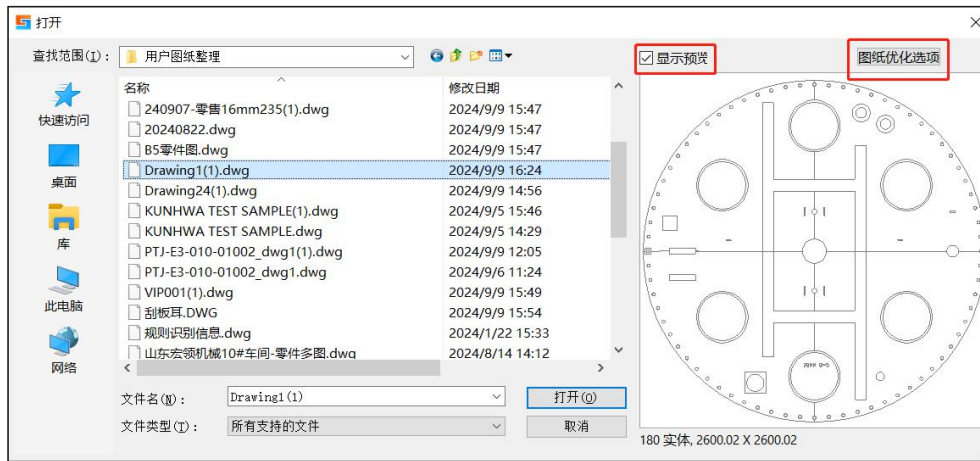 打开
查找范围(I)： 用户图纸整理
显示预览 图纸优化选项
快速访问
桌面
库
此电脑
网络
名称 修改日期
240907-零售16mm235(1).dwg 2024/9/9 15:47
20240822.dwg 2024/9/9 15:47
B5零件图.dwg 2024/9/9 15:47
Drawing1(1).dwg 2024/9/9 16:24
Drawing24(1).dwg 2024/9/9 14:56
KUNHWA TEST SAMPLE(1).dwg 2024/9/5 15:46
KUNHWA TEST SAMPLE.dwg 2024/9/5 14:29
PTJ-E3-010-01002_dwg1(1).dwg 2024/9/9 12:05
PTJ-E3-010-01002_dwg1.dwg 2024/9/6 11:24
VIP001(1).dwg 2024/9/9 15:49
刮板耳.DWG 2024/9/9 15:54
规则识别信息.dwg 2024/1/22 15:33
山东宏领机械10#车间-零件多图.dwg 2024/8/14 14:12
文件名(N)： Drawing1(1) 打开(O)
文件类型(T)： 所有支持的文件 取消
180 实体, 2600.02 X 2600.02